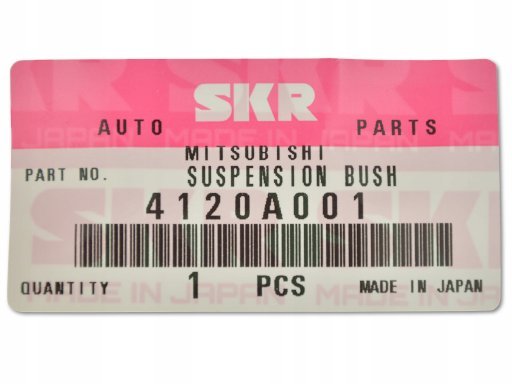 SKR
AUTO PARTS
MITSUBISHI
PART NO. SUSPENSION BUSH
4120A001
QUANTITY 1 PCS MADE IN JAPAN